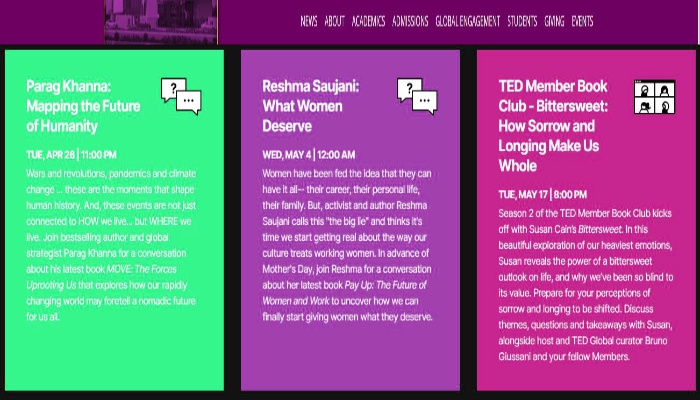 NEWS ABOUT ACADEMICS ADMISSIONS GLOBAL ENGAGEMENT STUDENTS GIVING EVENTS
Parag Khanna:
Mapping the Future
of Humanity
?
...
TUE, APR 26 | 11:00 PM
Wars and revolutions, pandemics and climate
change ... these are the moments that shape
human history. And, these events are not just
connected to HOW we live... but WHERE we
live. Join bestselling author and global
strategist Parag Khanna for a conversation
about his latest book MOVE: The Forces
Uprooting Us that explores how our rapidly
changing world may foretell a nomadic future
for us all.
Reshma Saujani:
What Women
Deserve
?
...
WED, MAY 4 | 12:00 AM
Women have been fed the idea that they can
have it all— their career, their personal life,
their family. But, activist and author Reshma
Saujani calls this "the big lie" and thinks it's
time we start getting real about the way our
culture treats working women. In advance of
Mother's Day, join Reshma for a conversation
about her latest book Pay Up: The Future of
Women and Work to uncover how we can
finally start giving women what they deserve.
TED Member Book
Club - Bittersweet:
How Sorrow and
Longing Make Us
Whole
TUE, MAY 17 | 8:00 PM
Season 2 of the TED Member Book Club kicks
off with Susan Cain's Bittersweet. In this
beautiful exploration of our heaviest emotions,
Susan reveals the power of a bittersweet
outlook on life, and why we've been so blind to
its value. Prepare for your perceptions of
sorrow and longing to be shifted. Discuss
themes, questions and takeaways with Susan,
alongside host and TED Global curator Bruno
Giussani and your fellow Members.